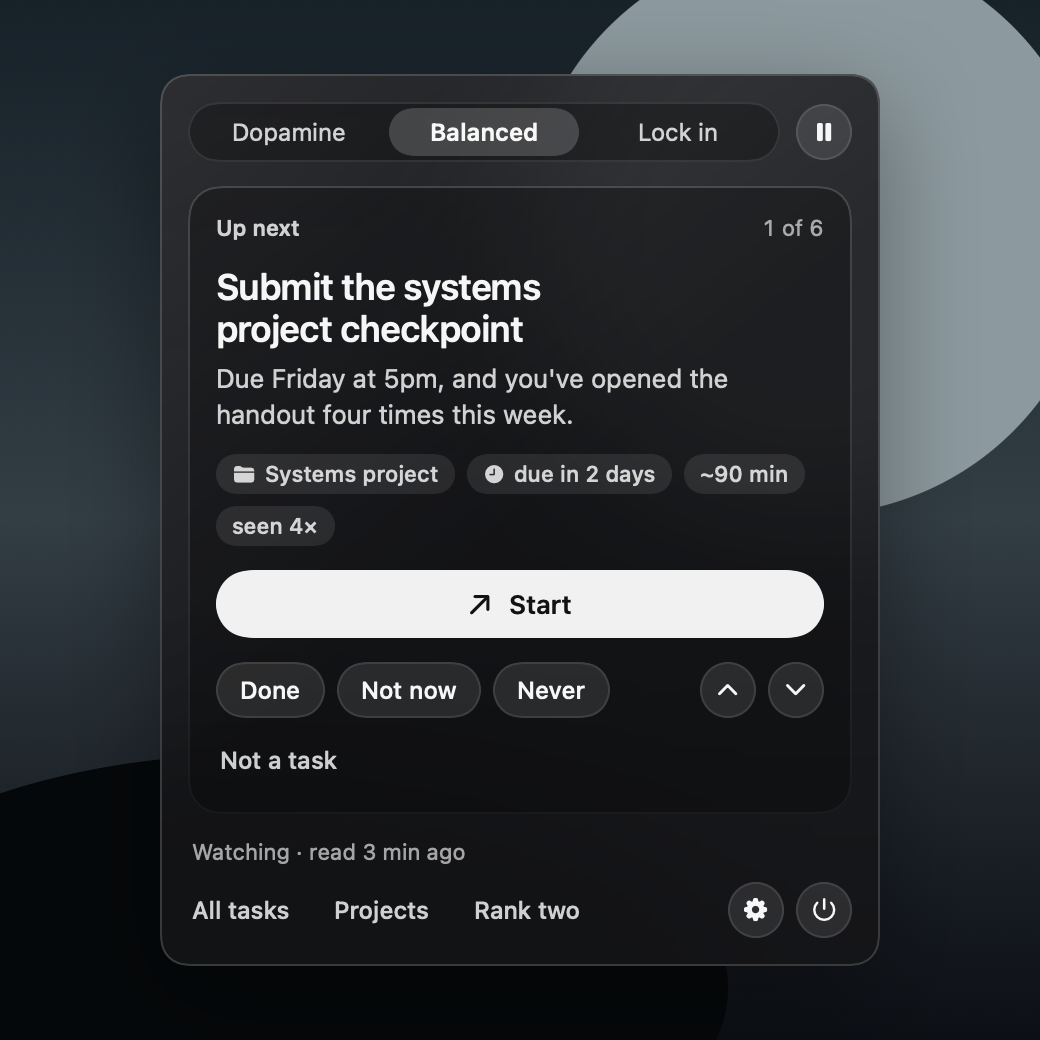 Dopamine Balanced Lock in
Up next 1 of 6
Submit the systems
project checkpoint
Due Friday at 5pm, and you've opened the
handout four times this week.
Systems project due in 2 days ~90 min
seen 4×
Start
Done Not now Never
Not a task
Watching · read 3 min ago
All tasks Projects Rank two